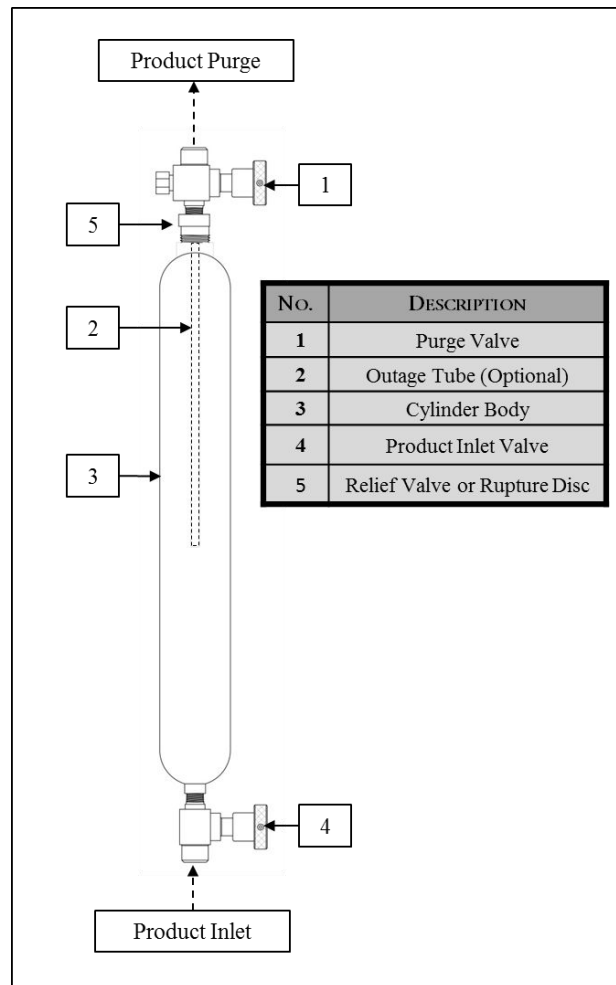 Product Purge
1
5
2
No. Description
1 Purge Valve
2 Outage Tube (Optional)
3 Cylinder Body
4 Product Inlet Valve
5 Relief Valve or Rupture Disc
3
4
Product Inlet